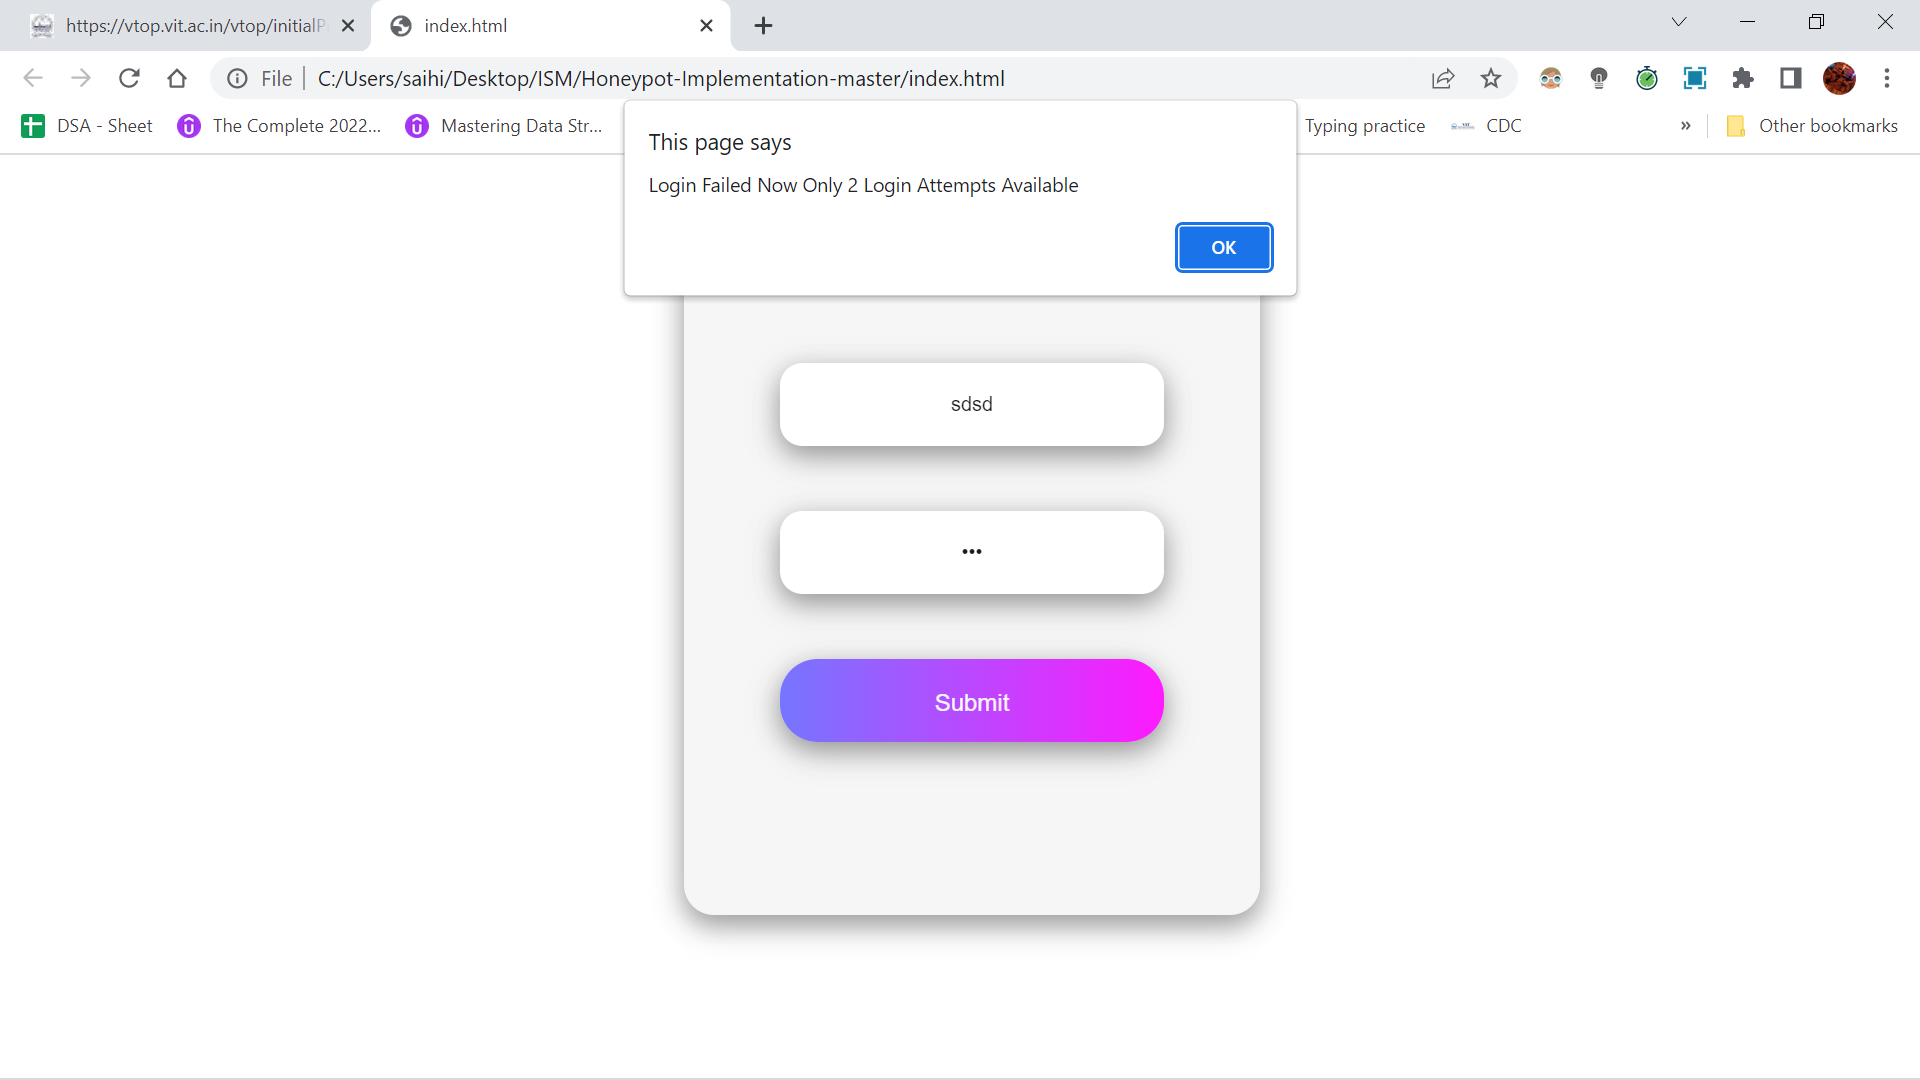 https://vtop.vit.ac.in/vtop/initialP
index.html
File
C:/Users/saihi/Desktop/ISM/Honeypot-Implementation-master/index.html
DSA - Sheet
The Complete 2022...
Mastering Data Str...
Typing practice
CDC
»
Other bookmarks
This page says
Login Failed Now Only 2 Login Attempts Available
OK
sdsd
•••
Submit